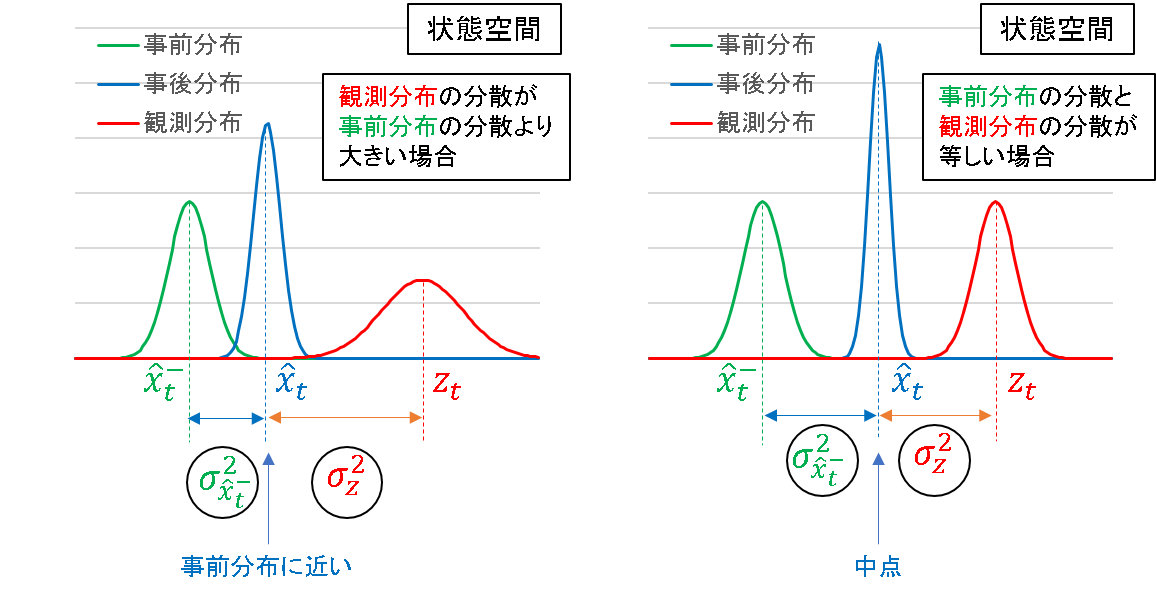 状態空間
事前分布
事後分布
観測分布
観測分布の分散が
事前分布の分散より
大きい場合
x̂ₜ⁻
x̂ₜ
zₜ
σ²x̂ₜ⁻
σz²
事前分布に近い
状態空間
事前分布
事後分布
観測分布
事前分布の分散と
観測分布の分散が
等しい場合
x̂ₜ⁻
x̂ₜ
zₜ
σ²x̂ₜ⁻
σz²
中点